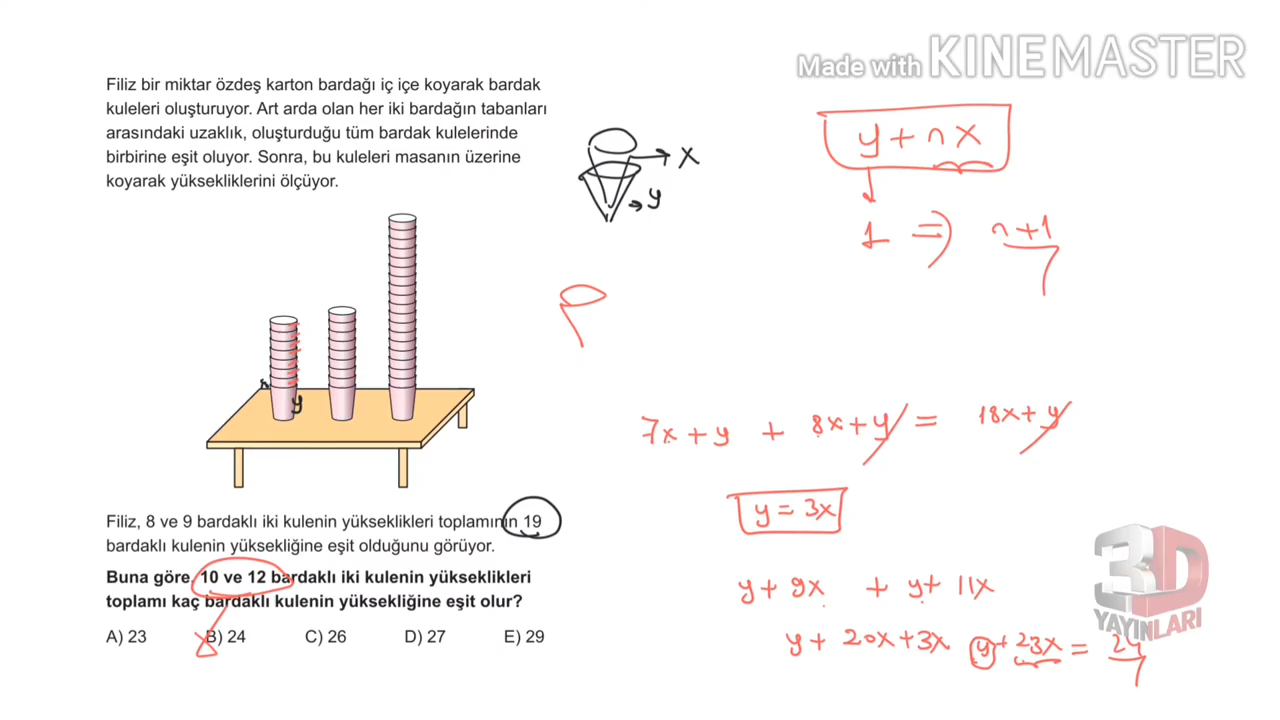 Made with KINEMASTER
Filiz bir miktar özdeş karton bardağı iç içe koyarak bardak
kuleleri oluşturuyor. Art arda olan her iki bardağın tabanları
arasındaki uzaklık, oluşturduğu tüm bardak kulelerinde
birbirine eşit oluyor. Sonra, bu kuleleri masanın üzerine
koyarak yüksekliklerini ölçüyor.
x
y
y + nx
1 ⇒ n+1
y
7x + y + 8x + y = 18x + y
y = 3x
Filiz, 8 ve 9 bardaklı iki kulenin yükseklikleri toplamının 19
bardaklı kulenin yüksekliğine eşit olduğunu görüyor.
Buna göre, 10 ve 12 bardaklı iki kulenin yükseklikleri
toplamı kaç bardaklı kulenin yüksekliğine eşit olur?
A) 23 B) 24 C) 26 D) 27 E) 29
y + 9x + y + 11x
y + 20x + 3x y + 23x = 24
3D
YAYINLARI